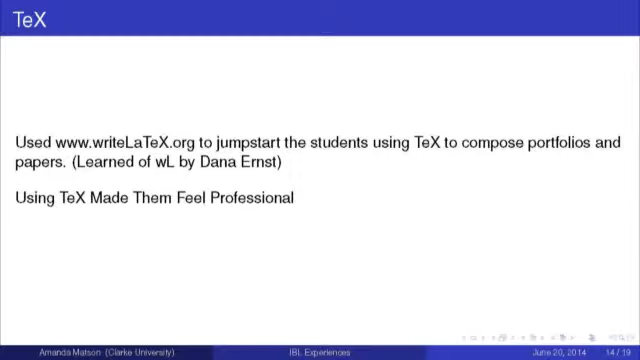 TeX
Used www.writeLaTeX.org to jumpstart the students using TeX to compose portfolios and
papers. (Learned of wL by Dana Ernst)
Using TeX Made Them Feel Professional
Amanda Matson (Clarke University) IBL Experiences June 20, 2014 14 / 19